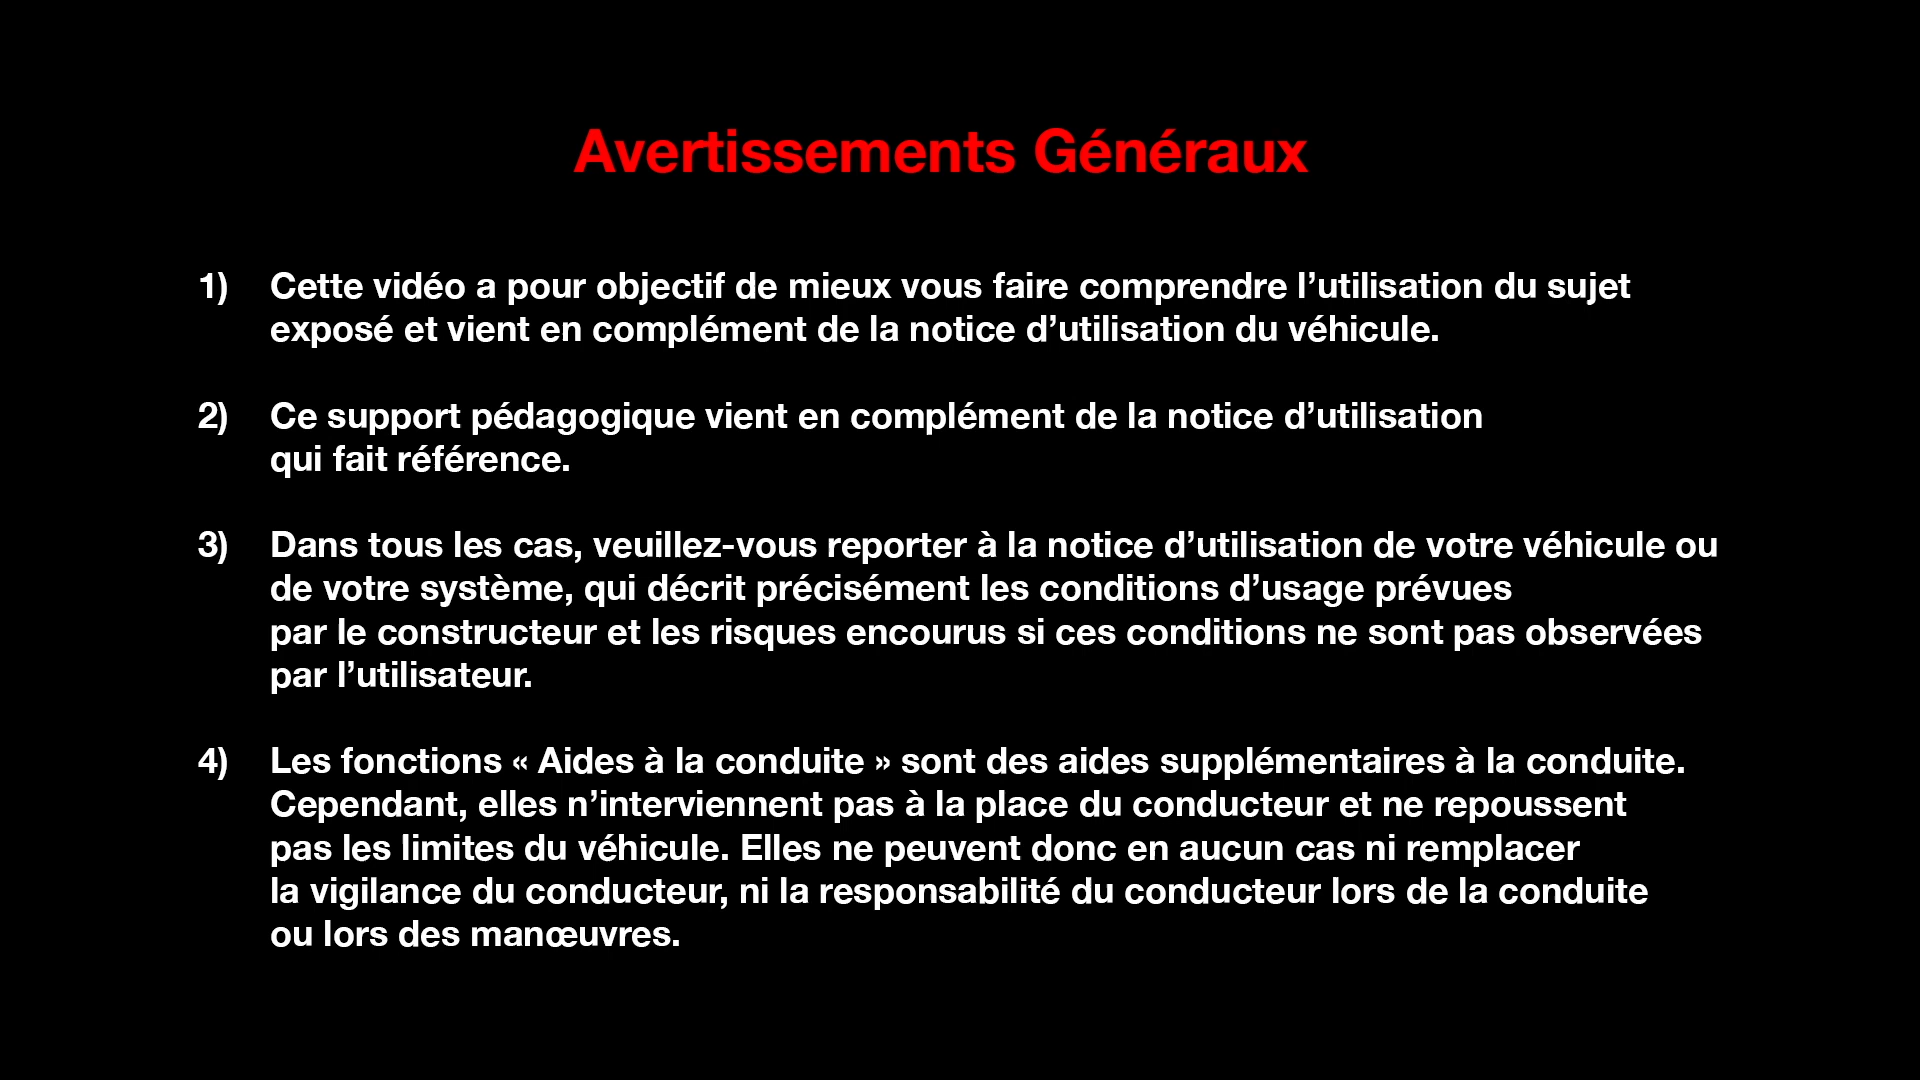 Avertissements Généraux
1) Cette vidéo a pour objectif de mieux vous faire comprendre l’utilisation du sujet
exposé et vient en complément de la notice d’utilisation du véhicule.
2) Ce support pédagogique vient en complément de la notice d’utilisation
qui fait référence.
3) Dans tous les cas, veuillez-vous reporter à la notice d’utilisation de votre véhicule ou
de votre système, qui décrit précisément les conditions d’usage prévues
par le constructeur et les risques encourus si ces conditions ne sont pas observées
par l’utilisateur.
4) Les fonctions « Aides à la conduite » sont des aides supplémentaires à la conduite.
Cependant, elles n’interviennent pas à la place du conducteur et ne repoussent
pas les limites du véhicule. Elles ne peuvent donc en aucun cas ni remplacer
la vigilance du conducteur, ni la responsabilité du conducteur lors de la conduite
ou lors des manœuvres.